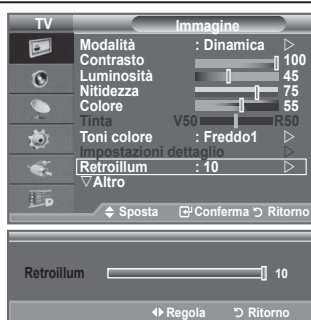 TV Immagine
Modalità : Dinamica
Contrasto 100
Luminosità 45
Nitidezza 75
Colore 55
Tinta V50 R50
Toni colore : Freddo1
Impostazioni dettaglio
Retroillum : 10
▽Altro
Sposta Conferma Ritorno
Retroillum 10
Regola Ritorno